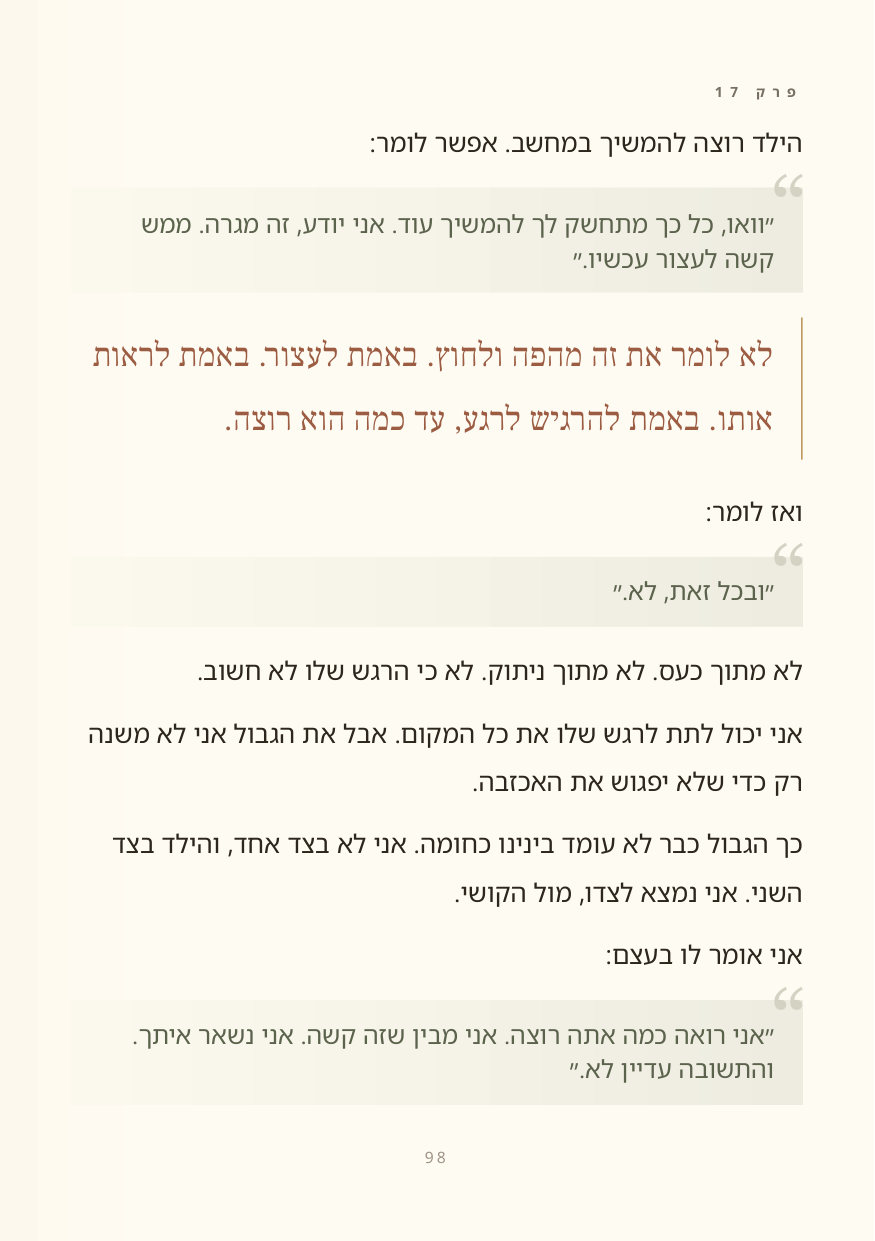 פרק 17
הילד רוצה להמשיך במחשב. אפשר לומר:
״וואו, כל כך מתחשק לך להמשיך עוד. אני יודע, זה מגרה. ממש
קשה לעצור עכשיו.״
לא לומר את זה מהפה ולחוץ. באמת לעצור. באמת לראות
אותו. באמת להרגיש לרגע, עד כמה הוא רוצה.
ואז לומר:
״ובכל זאת, לא.״
לא מתוך כעס. לא מתוך ניתוק. לא כי הרגש שלו לא חשוב.
אני יכול לתת לרגש שלו את כל המקום. אבל את הגבול אני לא משנה
רק כדי שלא יפגוש את האכזבה.
כך הגבול כבר לא עומד בינינו כחומה. אני לא בצד אחד, והילד בצד
השני. אני נמצא לצדו, מול הקושי.
אני אומר לו בעצם:
״אני רואה כמה אתה רוצה. אני מבין שזה קשה. אני נשאר איתך.
והתשובה עדיין לא.״
98